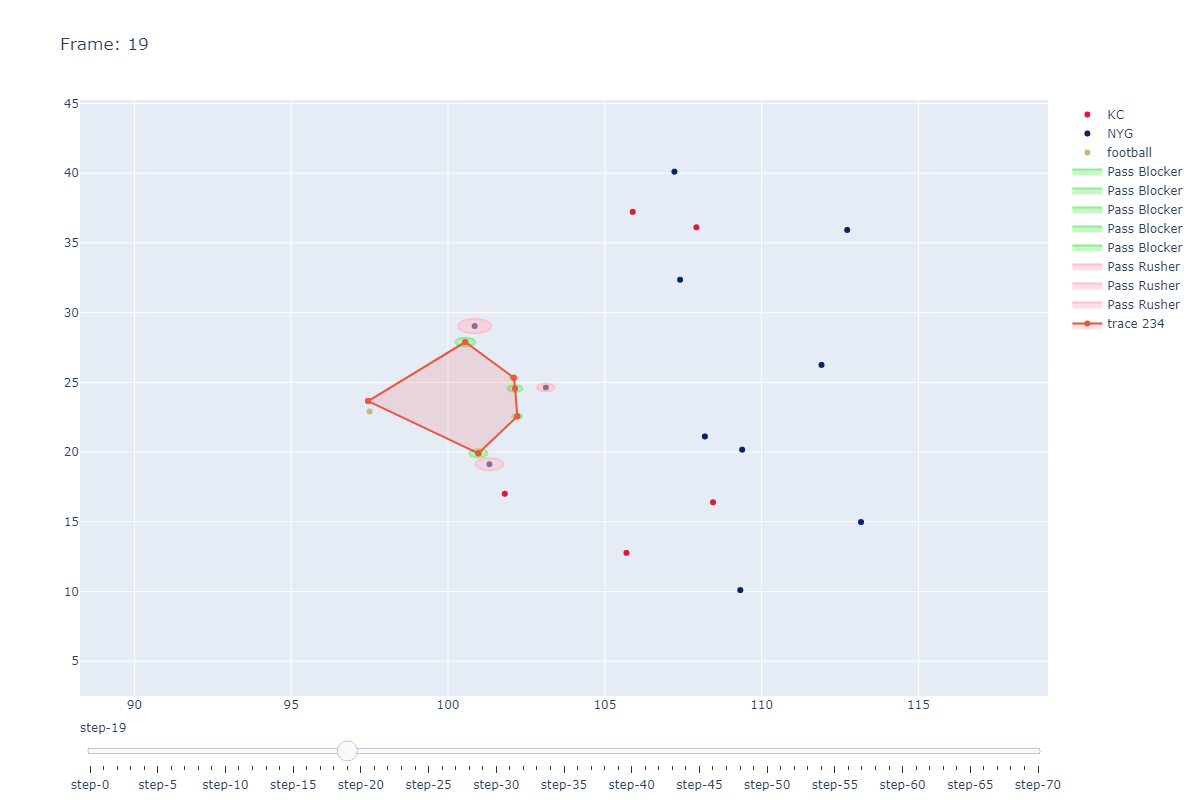 Frame: 19
45
40
35
30
25
20
15
10
5
90 95 100 105 110 115
KC
NYG
football
Pass Blocker
Pass Blocker
Pass Blocker
Pass Blocker
Pass Blocker
Pass Rusher
Pass Rusher
Pass Rusher
trace 234
step-19
step-0 step-5 step-10 step-15 step-20 step-25 step-30 step-35 step-40 step-45 step-50 step-55 step-60 step-65 step-70